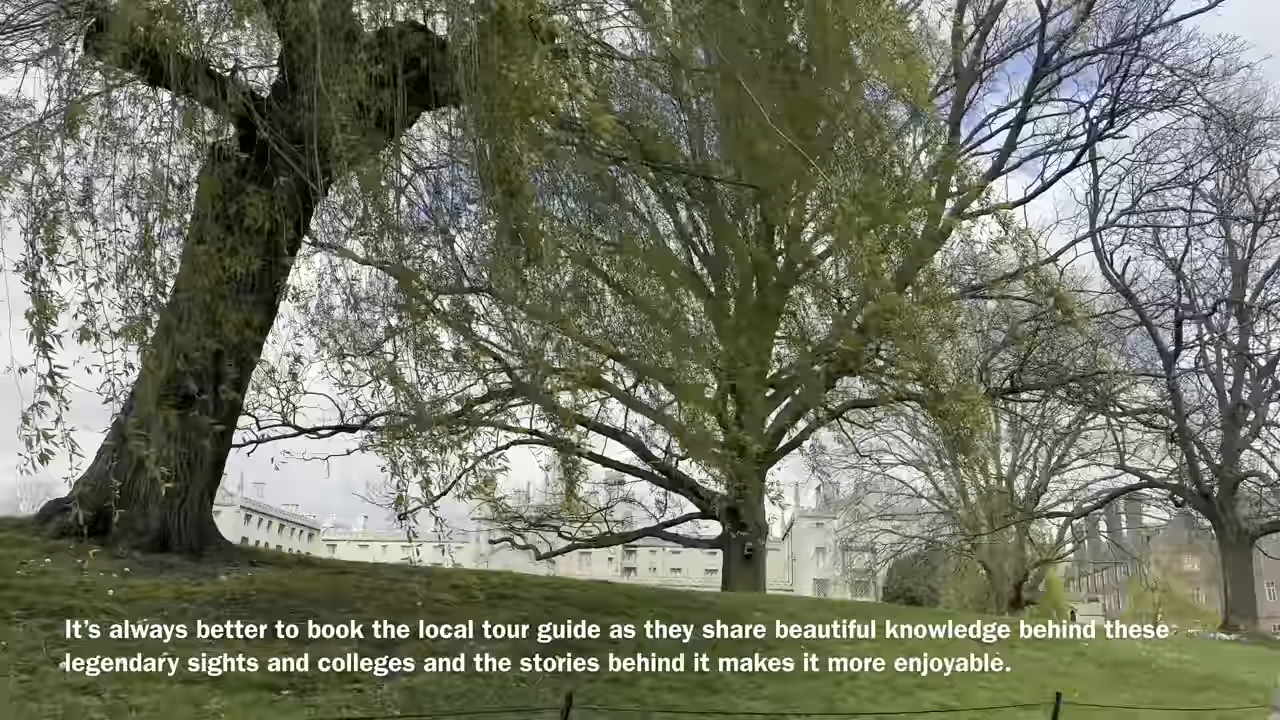 It’s always better to book the local tour guide as they share beautiful knowledge behind these
legendary sights and colleges and the stories behind it makes it more enjoyable.